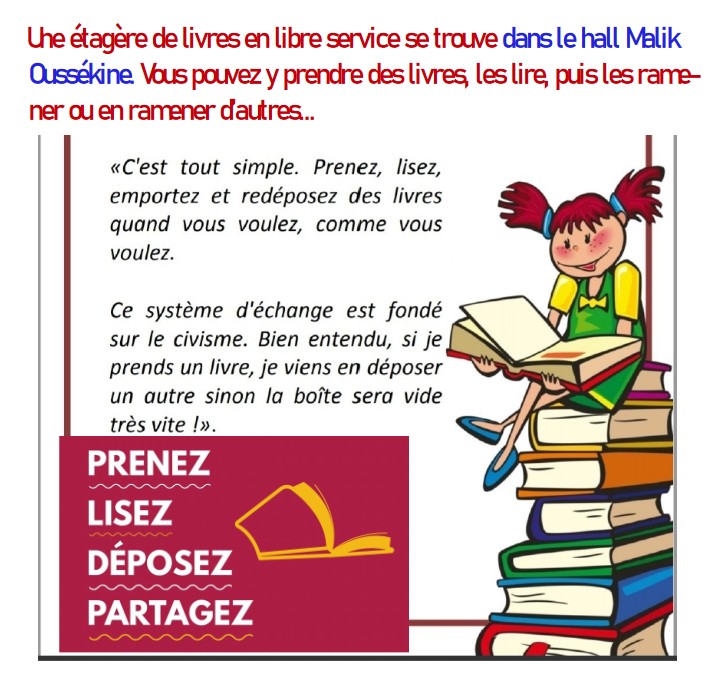 Une étagère de livres en libre service se trouve dans le hall Malik
Oussékine. Vous pouvez y prendre des livres, les lire, puis les rame-
ner ou en ramener d'autres...
«C'est tout simple. Prenez, lisez,
emportez et redéposez des livres
quand vous voulez, comme vous
voulez.
Ce système d'échange est fondé
sur le civisme. Bien entendu, si je
prends un livre, je viens en déposer
un autre sinon la boîte sera vide
très vite !».
PRENEZ
LISEZ
DÉPOSEZ
PARTAGEZ